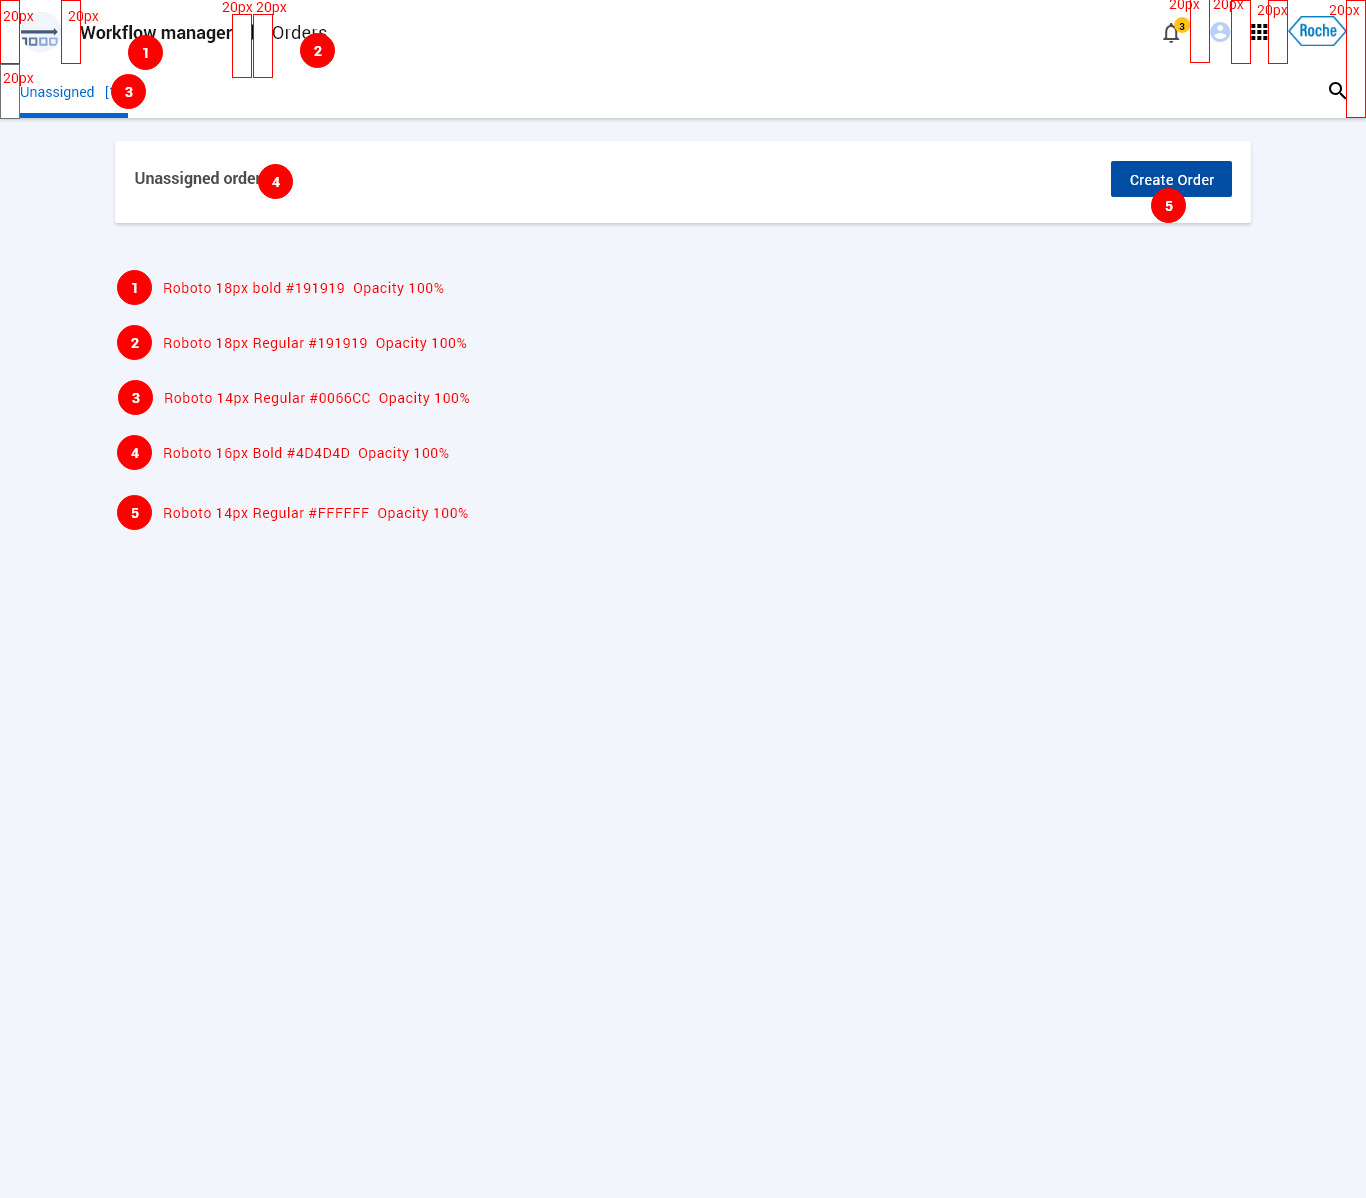 20px 20px 20px 20px 20px 20px 20px 20px
Workflow manager | Orders 3 Roche
1 2
20px
Unassigned 3
Unassigned order 4 Create Order
5
1 Roboto 18px bold #191919 Opacity 100%
2 Roboto 18px Regular #191919 Opacity 100%
3 Roboto 14px Regular #0066CC Opacity 100%
4 Roboto 16px Bold #4D4D4D Opacity 100%
5 Roboto 14px Regular #FFFFFF Opacity 100%